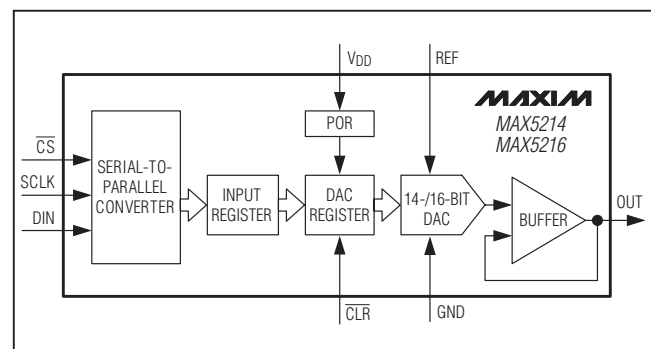 VDD
REF
MAXIM
MAX5214
MAX5216
POR
CS
SCLK
DIN
SERIAL-TO-
PARALLEL
CONVERTER
INPUT
REGISTER
DAC
REGISTER
14-/16-BIT
DAC
BUFFER
OUT
CLR
GND